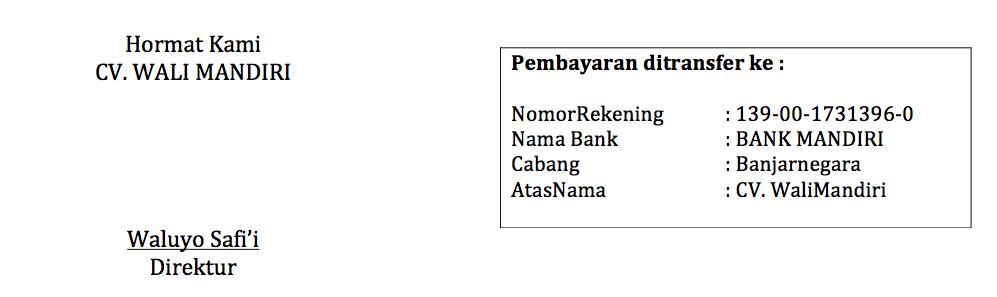 Hormat Kami
CV. WALI MANDIRI
Pembayaran ditransfer ke :
NomorRekening : 139-00-1731396-0
Nama Bank : BANK MANDIRI
Cabang : Banjarnegara
AtasNama : CV. WaliMandiri
Waluyo Safi’i
Direktur